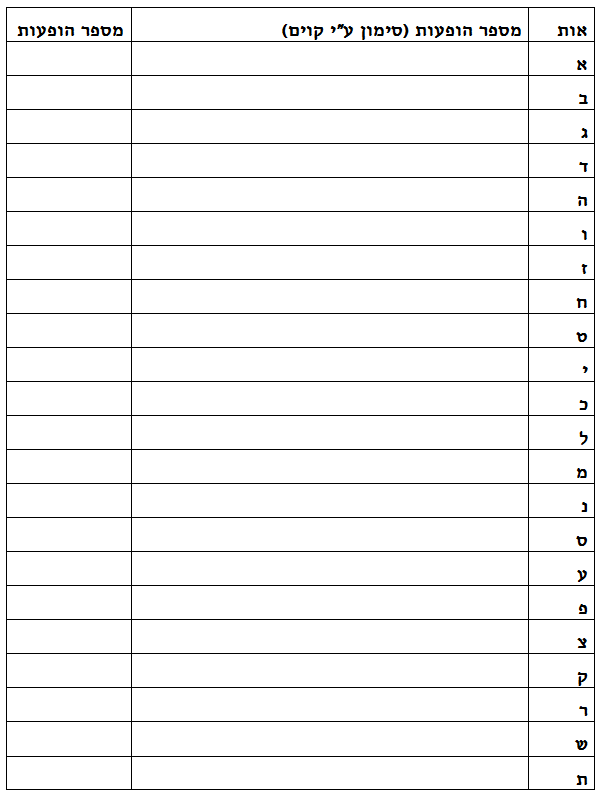 אות מספר הופעות (סימון ע"י קוים) מספר הופעות
א
ב
ג
ד
ה
ו
ז
ח
ט
י
כ
ל
מ
נ
ס
ע
פ
צ
ק
ר
ש
ת